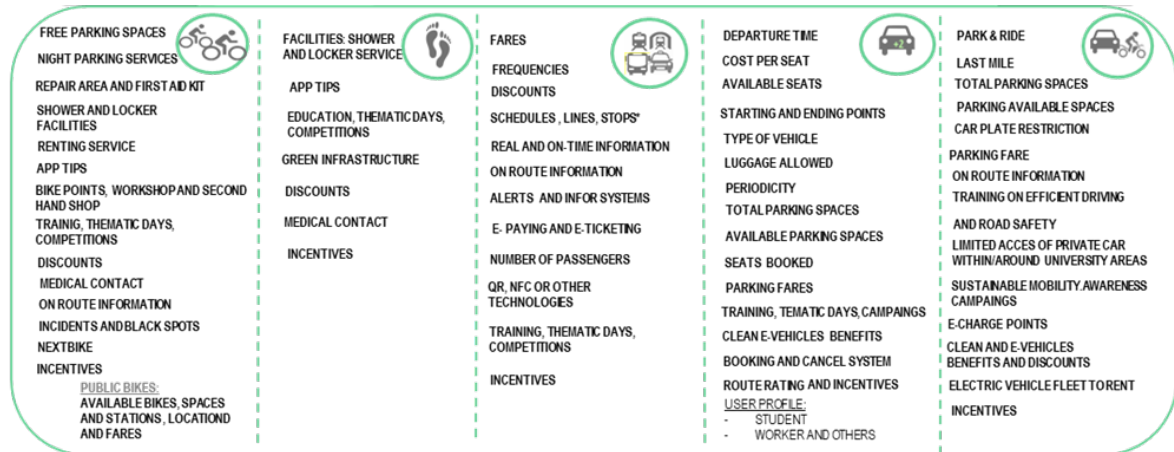 FREE PARKING SPACES
NIGHT PARKING SERVICES
REPAIR AREA AND FIRST AID KIT
SHOWER AND LOCKER
FACILITIES
RENTING SERVICE
APP TIPS
BIKE POINTS, WORKSHOP AND SECOND
HAND SHOP
TRAINIG, THEMATIC DAYS,
COMPETITIONS
DISCOUNTS
MEDICAL CONTACT
ON ROUTE INFORMATION
INCIDENTS AND BLACK SPOTS
NEXTBIKE
INCENTIVES
PUBLIC BIKES:
AVAILABLE BIKES, SPACES
AND STATIONS, LOCATIOND
AND FARES
FACILITIES: SHOWER
AND LOCKER SERVICE
APP TIPS
EDUCATION, THEMATIC DAYS,
COMPETITIONS
GREEN INFRASTRUCTURE
DISCOUNTS
MEDICAL CONTACT
INCENTIVES
FARES
FREQUENCIES
DISCOUNTS
SCHEDULES , LINES, STOPS*
REAL AND ON-TIME INFORMATION
ON ROUTE INFORMATION
ALERTS AND INFOR SYSTEMS
E- PAYING AND E-TICKETING
NUMBER OF PASSENGERS
QR, NFC OR OTHER
TECHNOLOGIES
TRAINING, THEMATIC DAYS,
COMPETITIONS
INCENTIVES
+2
DEPARTURE TIME
COST PER SEAT
AVAILABLE SEATS
STARTING AND ENDING POINTS
TYPE OF VEHICLE
LUGGAGE ALLOWED
PERIODICITY
TOTAL PARKING SPACES
AVAILABLE PARKING SPACES
SEATS BOOKED
PARKING FARES
TRAINING, TEMATIC DAYS, CAMPAINGS
CLEAN E-VEHICLES BENEFITS
BOOKING AND CANCEL SYSTEM
ROUTE RATING AND INCENTIVES
USER PROFILE:
- STUDENT
- WORKER AND OTHERS
PARK & RIDE
LAST MILE
TOTAL PARKING SPACES
PARKING AVAILABLE SPACES
CAR PLATE RESTRICTION
PARKING FARE
ON ROUTE INFORMATION
TRAINING ON EFFICIENT DRIVING
AND ROAD SAFETY
LIMITED ACCES OF PRIVATE CAR
WITHIN/AROUND UNIVERSITY AREAS
SUSTAINABLE MOBILITY.AWARENESS
CAMPAINGS
E-CHARGE POINTS
CLEAN AND E-VEHICLES
BENEFITS AND DISCOUNTS
ELECTRIC VEHICLE FLEET TO RENT
INCENTIVES